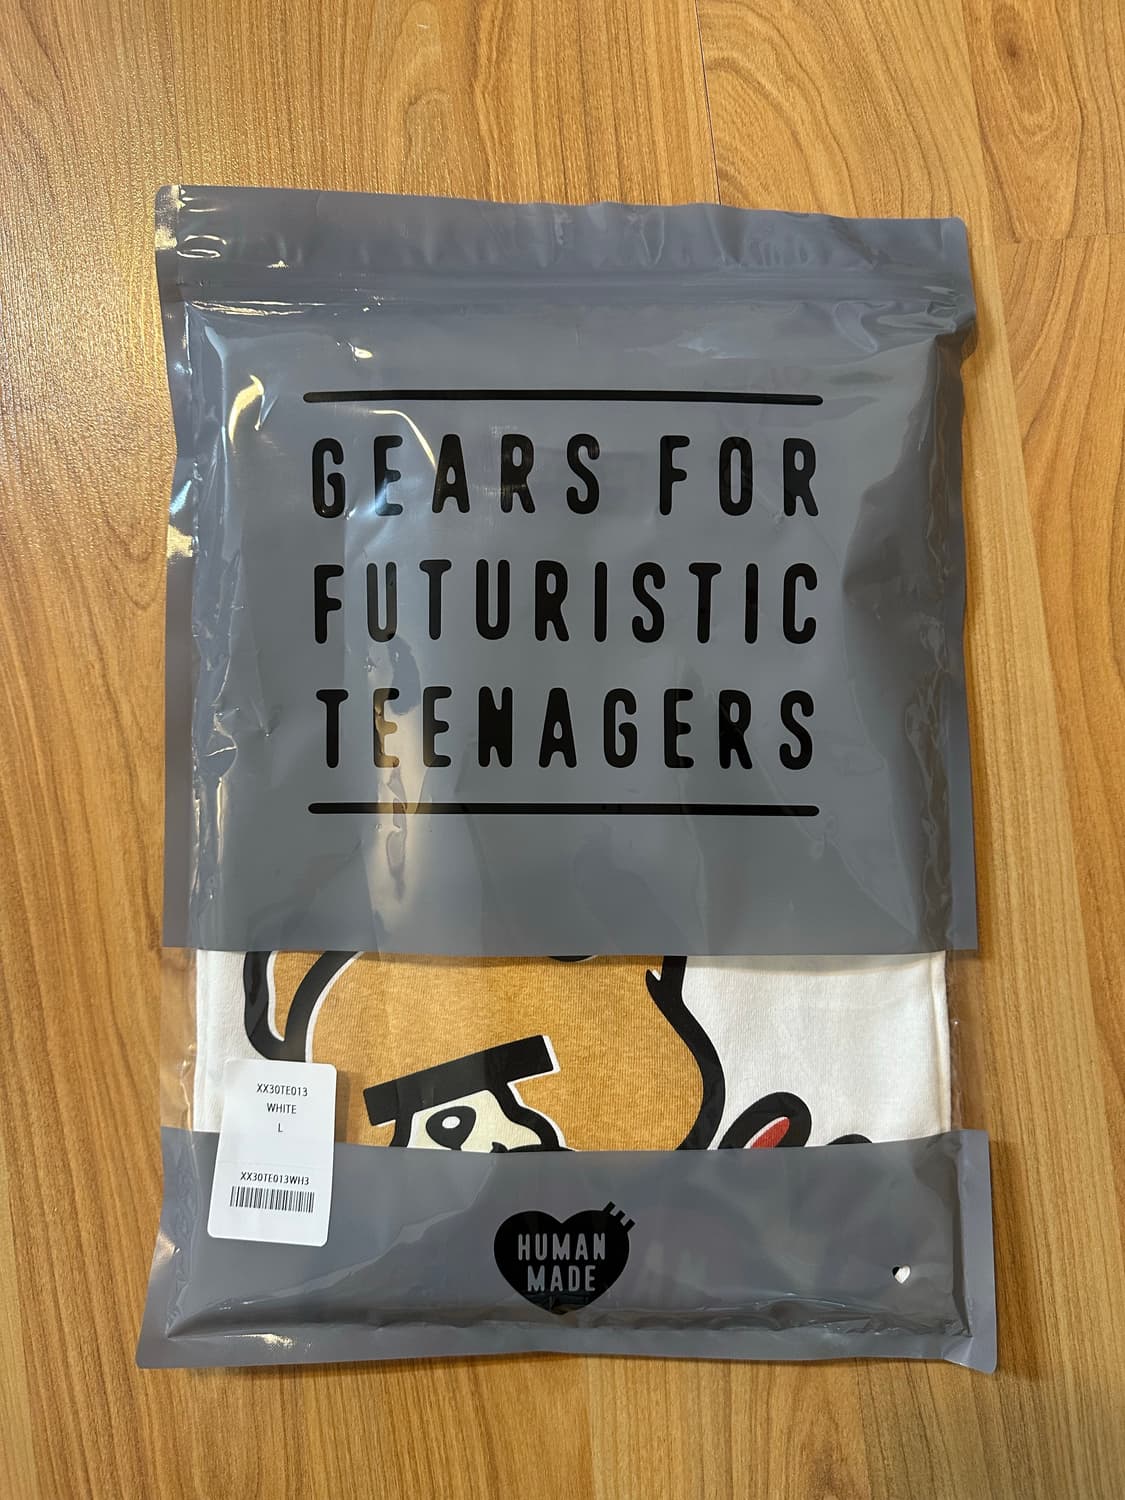 GEARS FOR
FUTURISTIC
TEENAGERS
XX30TE013
WHITE
L
XX30TE013WH3
HUMAN
MADE